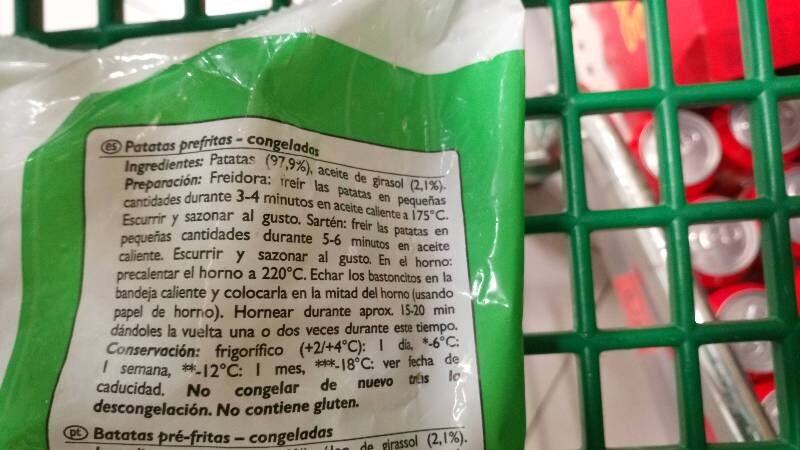 es Patatas prefritas - congeladas
Ingredientes: Patatas (97,9%), aceite de girasol (2,1%).
Preparación: Freidora: freir las patatas en pequeñas
cantidades durante 3-4 minutos en aceite caliente a 175°C.
Escurrir y sazonar al gusto. Sartén: freir las patatas en
pequeñas cantidades durante 5-6 minutos en aceite
caliente. Escurrir y sazonar al gusto. En el horno:
precalentar el horno a 220°C. Echar los bastoncitos en la
bandeja caliente y colocarla en la mitad del horno (usando
papel de horno). Hornear durante aprox. 15-20 min
dándoles la vuelta una o dos veces durante este tiempo.
Conservación: frigorífico (+2/+4°C): 1 día, *-6°C:
1 semana, **-12°C: 1 mes, ***-18°C: ver fecha de
caducidad. No congelar de nuevo tras la
descongelación. No contiene gluten.
pt Batatas pré-fritas - congeladas
de girassol (2,1%).